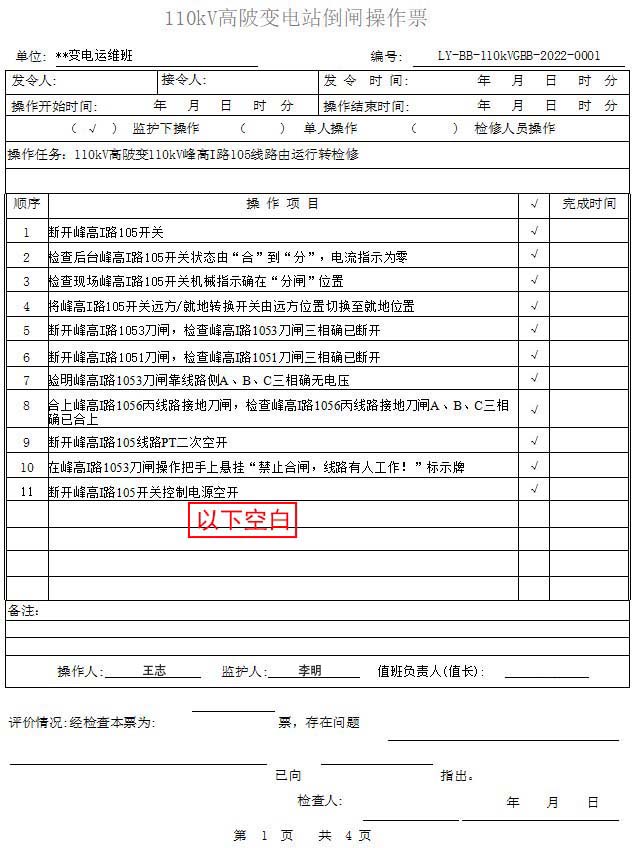 110kV高陂变电站倒闸操作票
单位: **变电运维班 编号: LY-BB-110kVGBB-2022-0001
发令人: 接令人: 发 令 时 间: 年 月 日 时 分
操作开始时间: 年 月 日 时 分 操作结束时间: 年 月 日 时 分
( √ ) 监护下操作 ( ) 单人操作 ( ) 检修人员操作
操作任务: 110kV高陂变110kV峰高I路105线路由运行转检修
顺序 操 作 项 目 √ 完成时间
1 断开峰高I路105开关 √
2 检查后台峰高I路105开关状态由“合”到“分”,电流指示为零 √
3 检查现场峰高I路105开关机械指示确在“分闸”位置 √
4 将峰高I路105开关远方/就地转换开关由远方位置切换至就地位置 √
5 断开峰高I路1053刀闸,检查峰高I路1053刀闸三相确已断开 √
6 断开峰高I路1051刀闸,检查峰高I路1051刀闸三相确已断开 √
7 验明峰高I路1053刀闸靠线路侧A、B、C三相确无电压 √
8 合上峰高I路1056丙线路接地刀闸,检查峰高I路1056丙线路接地刀闸A、B、C三相 √
确已合上
9 断开峰高I路105线路PT二次空开 √
10 在峰高I路1053刀闸操作把手上悬挂“禁止合闸,线路有人工作!”标示牌 √
11 断开峰高I路105开关控制电源空开 √
以下空白
备注:
操作人: 王志 监护人: 李明 值班负责人(值长):
评价情况:经检查本票为: 票,存在问题
已向 指出。
检查人: 年 月 日
第 1 页 共 4 页